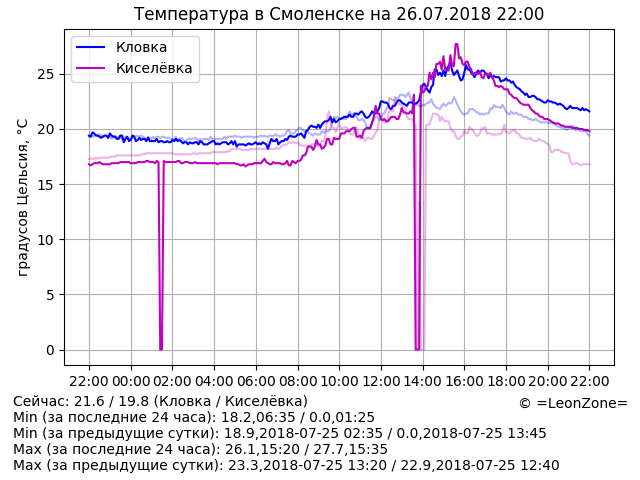 Температура в Смоленске на 26.07.2018 22:00
Кловка
Киселёвка
градусов Цельсия, °C
25
20
15
10
5
0
22:00 00:00 02:00 04:00 06:00 08:00 10:00 12:00 14:00 16:00 18:00 20:00 22:00
Сейчас: 21.6 / 19.8 (Кловка / Киселёвка)
© =LeonZone=
Min (за последние 24 часа): 18.2,06:35 / 0.0,01:25
Min (за предыдущие сутки): 18.9,2018-07-25 02:35 / 0.0,2018-07-25 13:45
Max (за последние 24 часа): 26.1,15:20 / 27.7,15:35
Max (за предыдущие сутки): 23.3,2018-07-25 13:20 / 22.9,2018-07-25 12:40